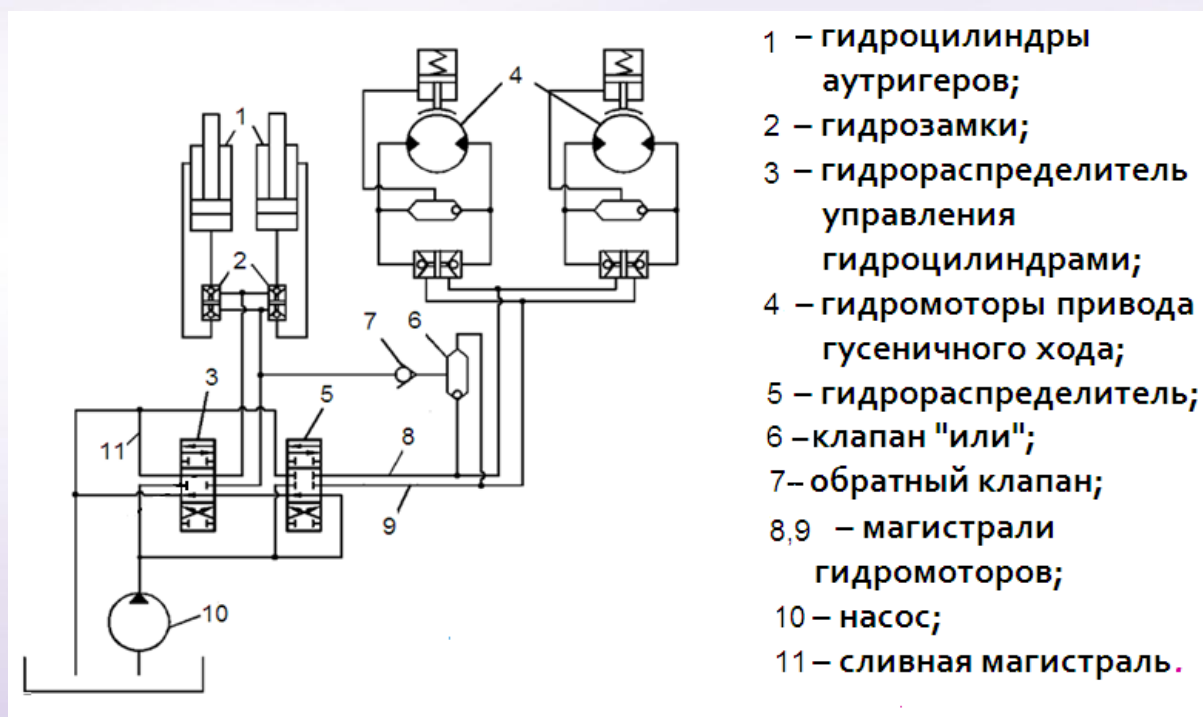 1
4
2
7
6
3
5
8
11
9
10
1 – гидроцилиндры
аутригеров;
2 – гидрозамки;
3 – гидрораспределитель
управления
гидроцилиндрами;
4 – гидромоторы привода
гусеничного хода;
5 – гидрораспределитель;
6 –клапан "или";
7– обратный клапан;
8,9 – магистрали
гидромоторов;
10 – насос;
11 – сливная магистраль.